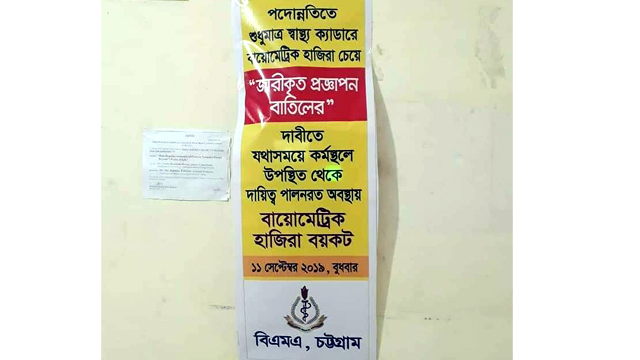 পদোন্নতিতে
শুধুমাত্র স্বাস্থ্য ক্যাডারে
বায়োমেট্রিক হাজিরা চেয়ে
“জারীকৃত প্রজ্ঞাপন
বাতিলের”
দাবীতে
যথাসময়ে কর্মস্থলে
উপস্থিত থেকে
দায়িত্ব পালনরত অবস্থায়
বায়োমেট্রিক
হাজিরা বয়কট
১১ সেপ্টেম্বর ২০১৯, বুধবার
বিএমএ, চট্টগ্রাম